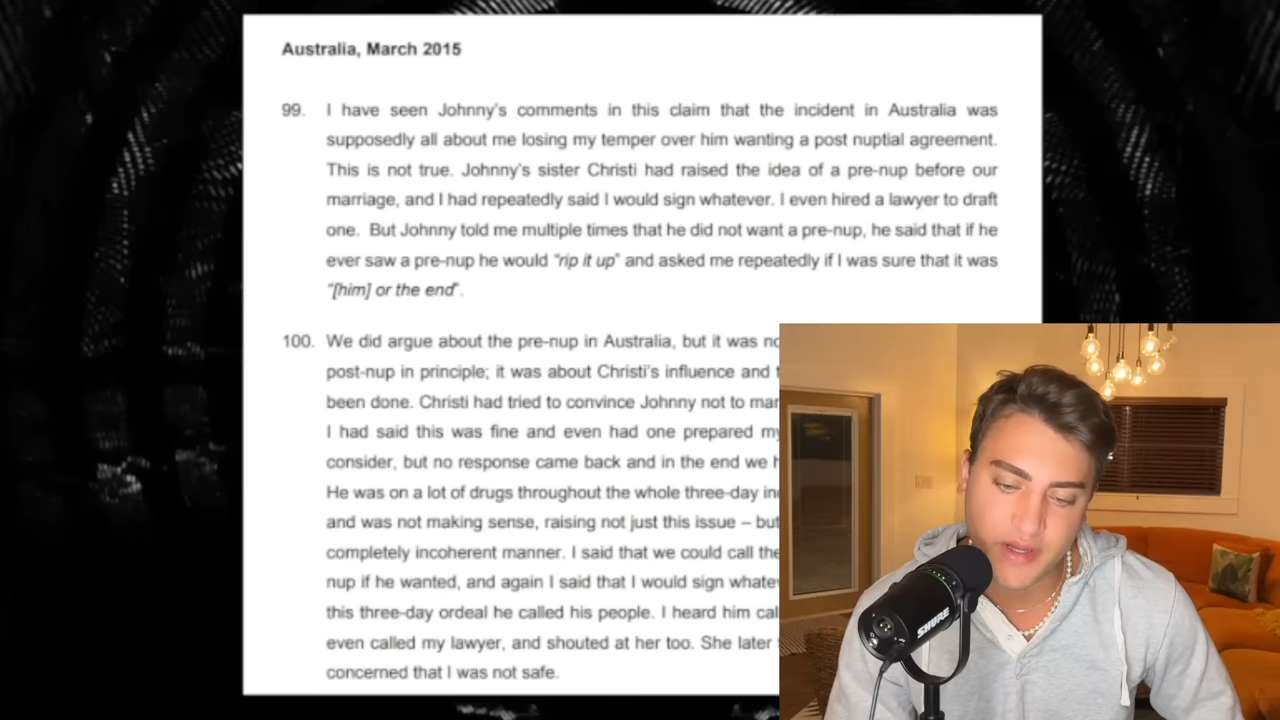 Australia, March 2015
99. I have seen Johnny's comments in this claim that the incident in Australia was
supposedly all about me losing my temper over him wanting a post nuptial agreement.
This is not true. Johnny's sister Christi had raised the idea of a pre-nup before our
marriage, and I had repeatedly said I would sign whatever. I even hired a lawyer to draft
one. But Johnny told me multiple times that he did not want a pre-nup, he said that if he
ever saw a pre-nup he would "rip it up" and asked me repeatedly if I was sure that it was
"[him] or the end".
100. We did argue about the pre-nup in Australia, but it was
post-nup in principle; it was about Christi's influence and
been done. Christi had tried to convince Johnny not to
I had said this was fine and even had one prepared
consider, but no response came back and in the end we
He was on a lot of drugs throughout the whole three-day
and was not making sense, raising not just this issue – but
completely incoherent manner. I said that we could call the
nup if he wanted, and again I said that I would sign
this three-day ordeal he called his people. I heard him
even called my lawyer, and shouted at her too. She later
concerned that I was not safe.
SHURE